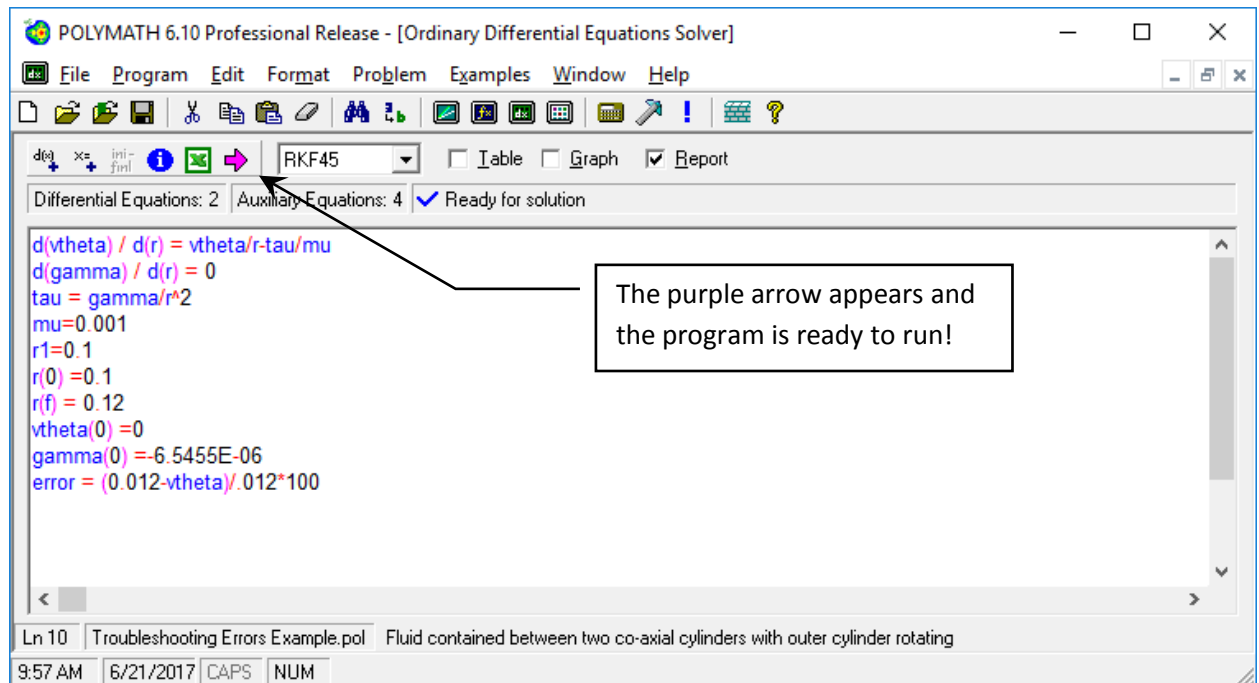 POLYMATH 6.10 Professional Release - [Ordinary Differential Equations Solver]
File Program Edit Format Problem Examples Window Help
d(x) x= ini-finl RKF45 Table Graph Report
Differential Equations: 2 Auxiliary Equations: 4 Ready for solution
d(vtheta) / d(r) = vtheta/r-tau/mu
d(gamma) / d(r) = 0
tau = gamma/r^2
mu=0.001
r1=0.1
r(0) =0.1
r(f) = 0.12
vtheta(0) =0
gamma(0) =-6.5455E-06
error = (0.012-vtheta)/.012*100
The purple arrow appears and
the program is ready to run!
Ln 10 Troubleshooting Errors Example.pol Fluid contained between two co-axial cylinders with outer cylinder rotating
9:57 AM 6/21/2017 CAPS NUM